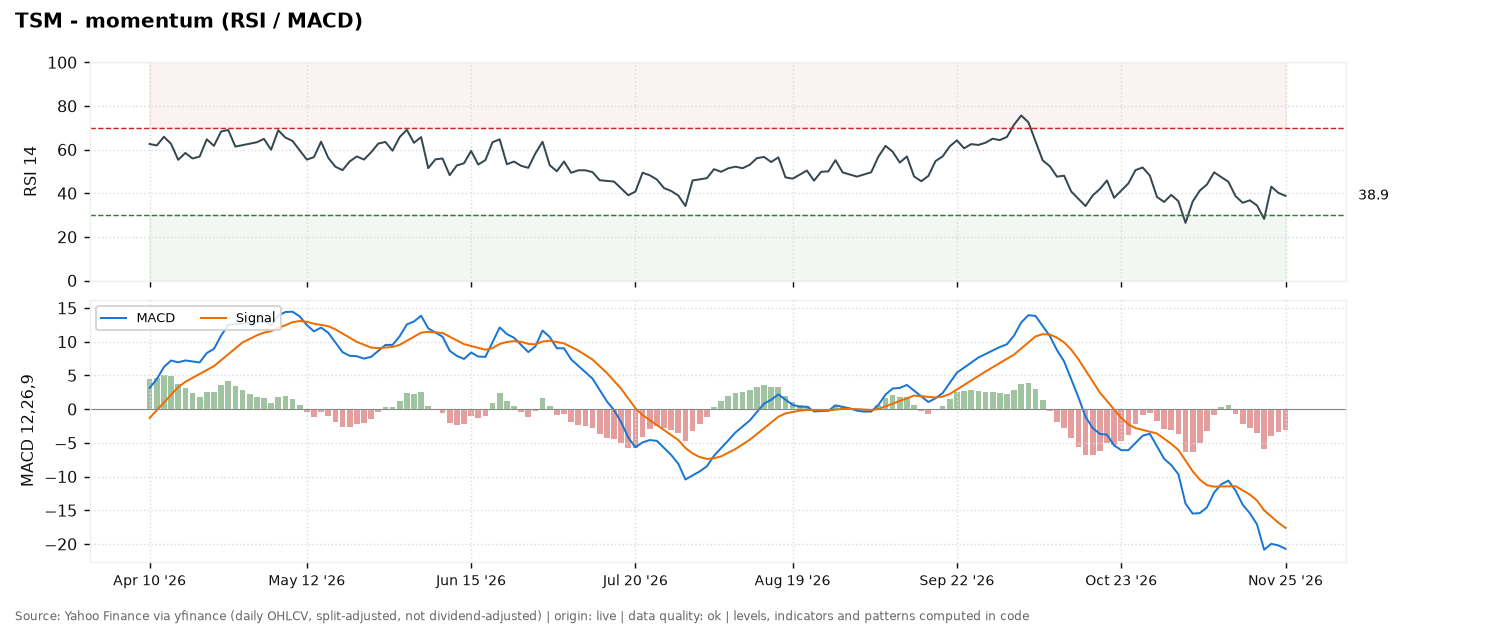 TSM - momentum (RSI / MACD)
100
80
60
40
20
0
RSI 14
38.9
MACD Signal
15
10
5
0
−5
−10
−15
−20
MACD 12,26,9
Apr 10 '26 May 12 '26 Jun 15 '26 Jul 20 '26 Aug 19 '26 Sep 22 '26 Oct 23 '26 Nov 25 '26
Source: Yahoo Finance via yfinance (daily OHLCV, split-adjusted, not dividend-adjusted) | origin: live | data quality: ok | levels, indicators and patterns computed in code